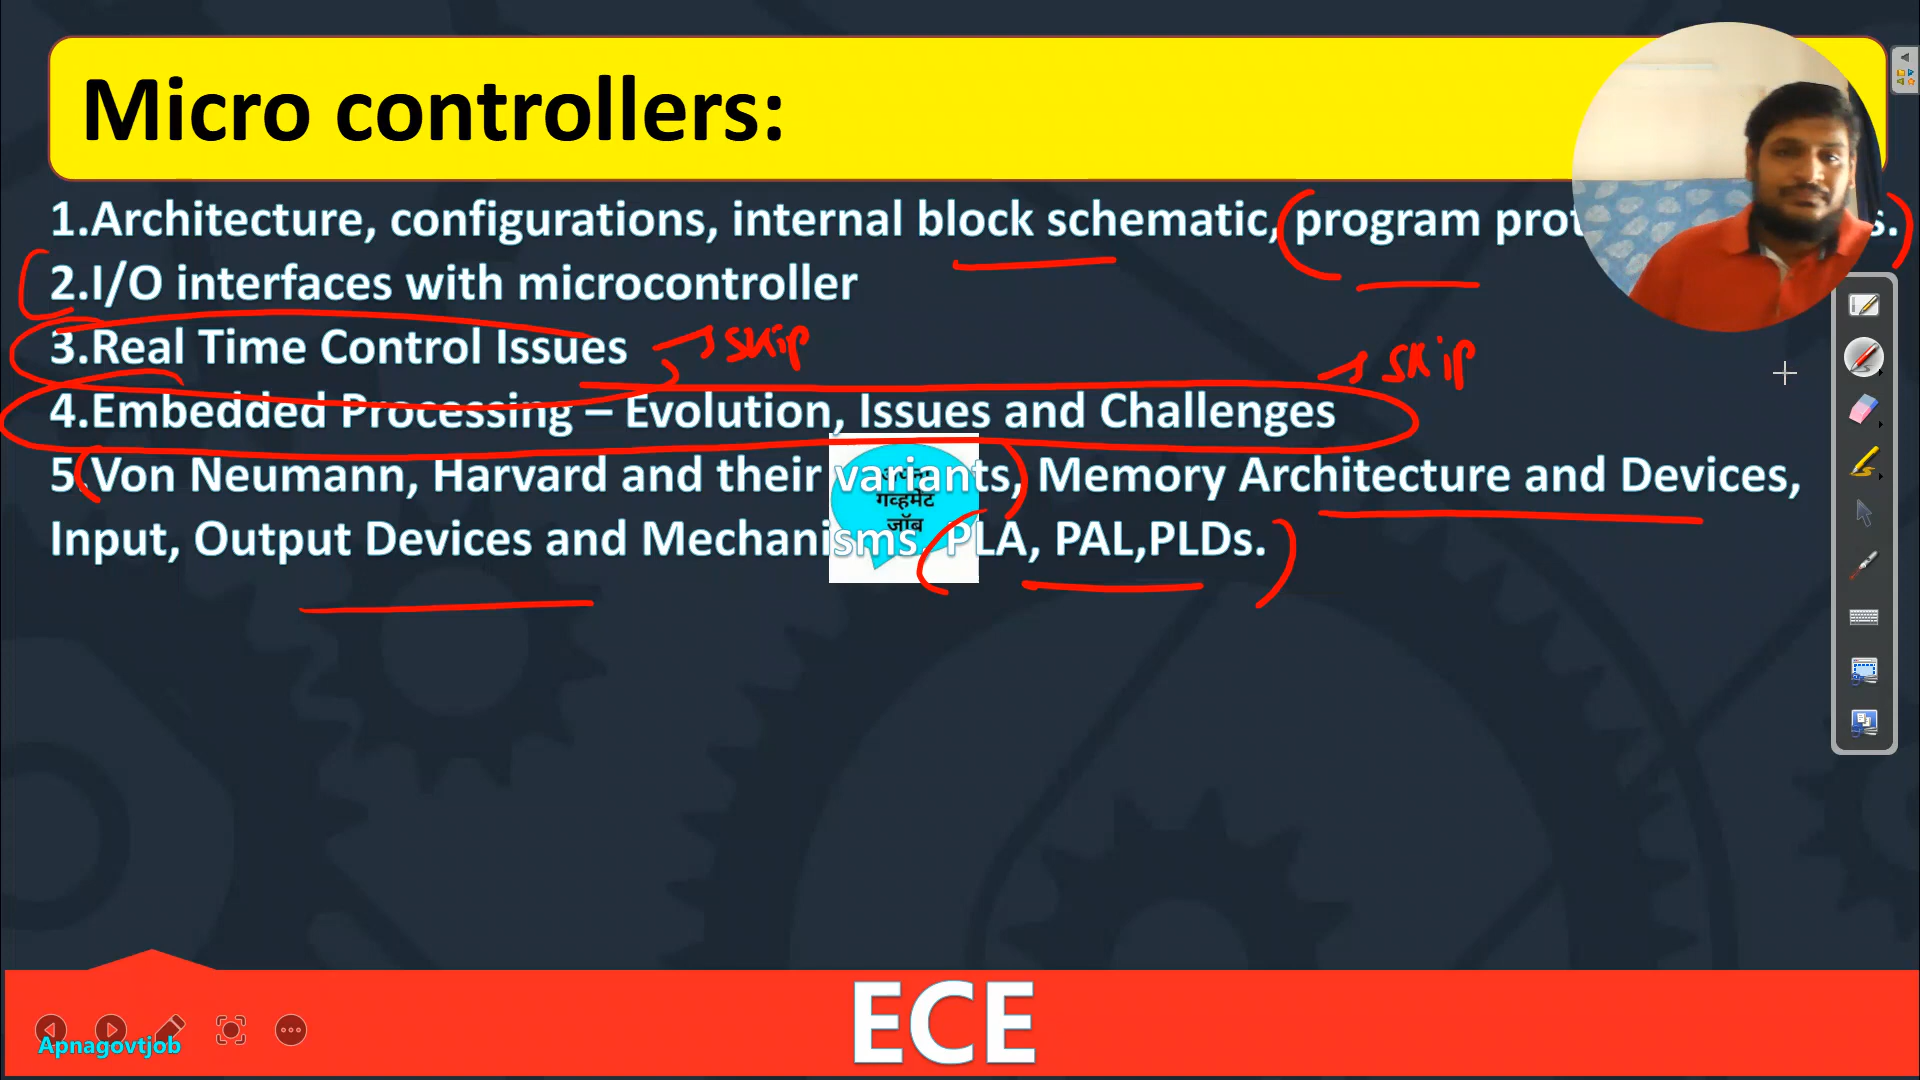 Micro controllers:
1.Architecture, configurations, internal block schematic, program s.
2.I/O interfaces with microcontroller
3.Real Time Control Issues
skip
skip
4.Embedded Processing – Evolution, Issues and Challenges
5.Von Neumann, Harvard and their variants, Memory Architecture and Devices,
Input, Output Devices and Mechanisms. PLA, PAL,PLDs.
गव्हमेंट
जॉब
ECE
Apnagovtjob